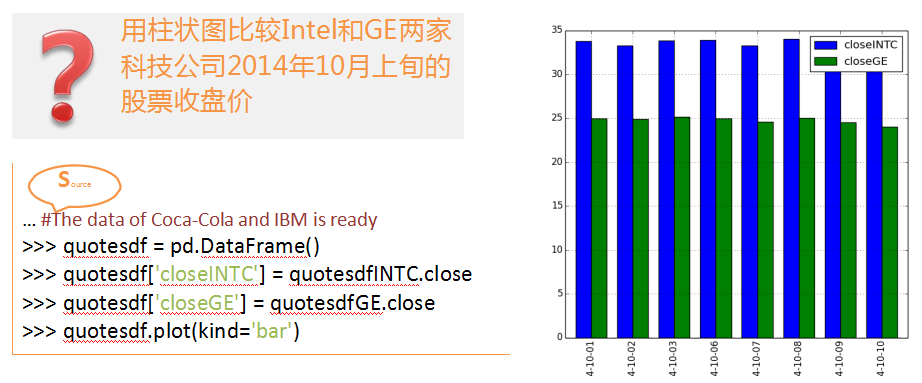 用柱状图比较Intel和GE两家
科技公司2014年10月上旬的
股票收盘价
Source
... #The data of Coca-Cola and IBM is ready
>>> quotesdf = pd.DataFrame()
>>> quotesdf['closeINTC'] = quotesdfINTC.close
>>> quotesdf['closeGE'] = quotesdfGE.close
>>> quotesdf.plot(kind='bar')
35
30
25
20
15
10
5
0
closeINTC
closeGE
4-10-01
4-10-02
4-10-03
4-10-06
4-10-07
4-10-08
4-10-09
4-10-10